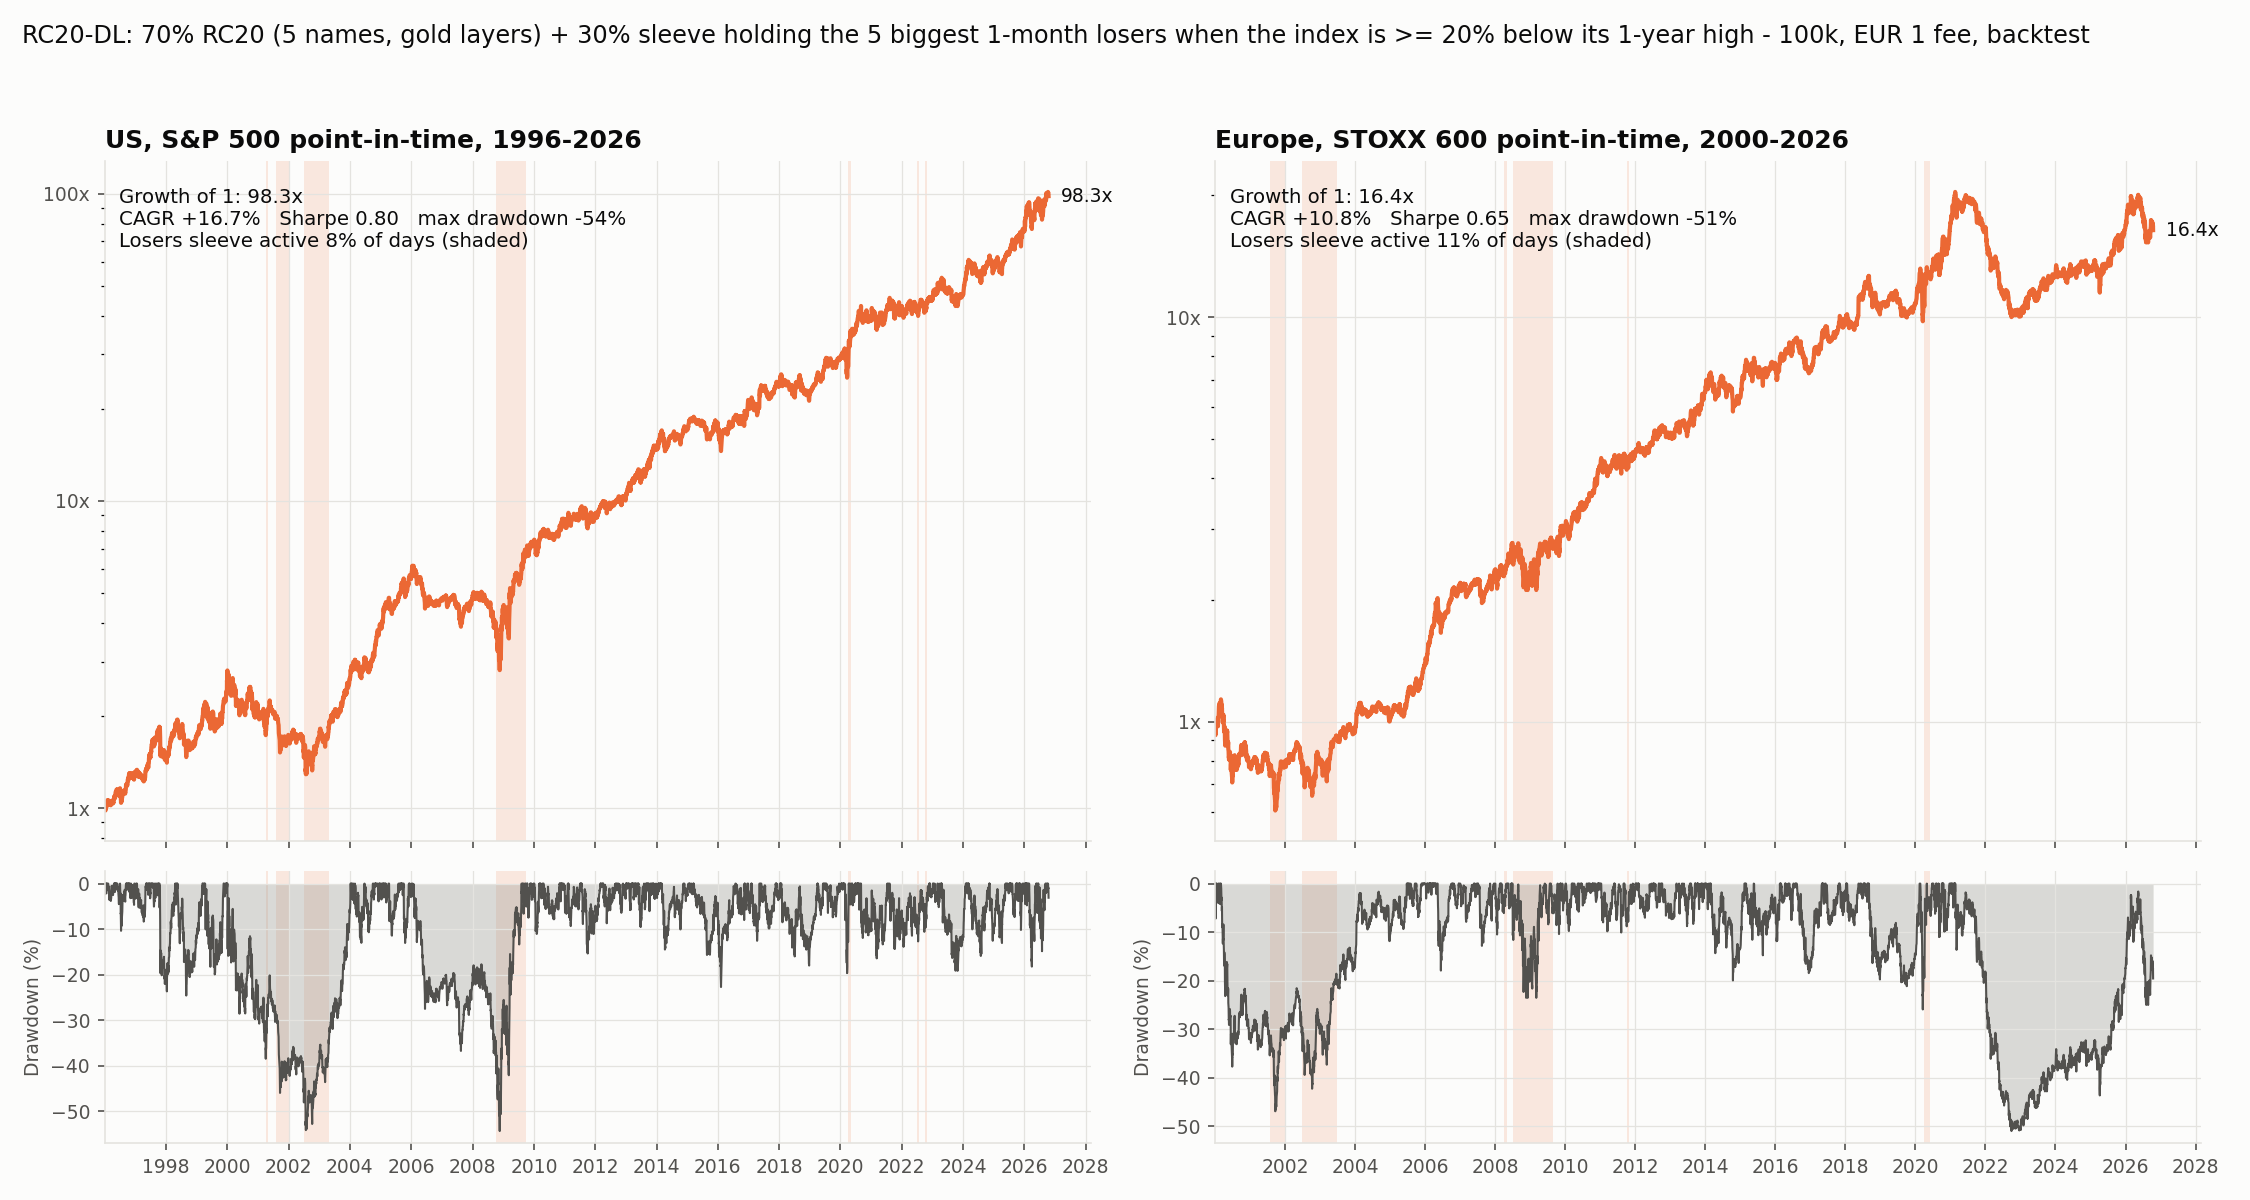 RC20-DL: 70% RC20 (5 names, gold layers) + 30% sleeve holding the 5 biggest 1-month losers when the index is >= 20% below its 1-year high - 100k, EUR 1 fee, backtest
US, S&P 500 point-in-time, 1996-2026
Growth of 1: 98.3x
CAGR +16.7%   Sharpe 0.80   max drawdown -54%
Losers sleeve active 8% of days (shaded)
98.3x
100x
10x
1x
Drawdown (%)
0
−10
−20
−30
−40
−50
1998 2000 2002 2004 2006 2008 2010 2012 2014 2016 2018 2020 2022 2024 2026 2028
Europe, STOXX 600 point-in-time, 2000-2026
Growth of 1: 16.4x
CAGR +10.8%   Sharpe 0.65   max drawdown -51%
Losers sleeve active 11% of days (shaded)
16.4x
10x
1x
Drawdown (%)
0
−10
−20
−30
−40
−50
2002 2004 2006 2008 2010 2012 2014 2016 2018 2020 2022 2024 2026 2028